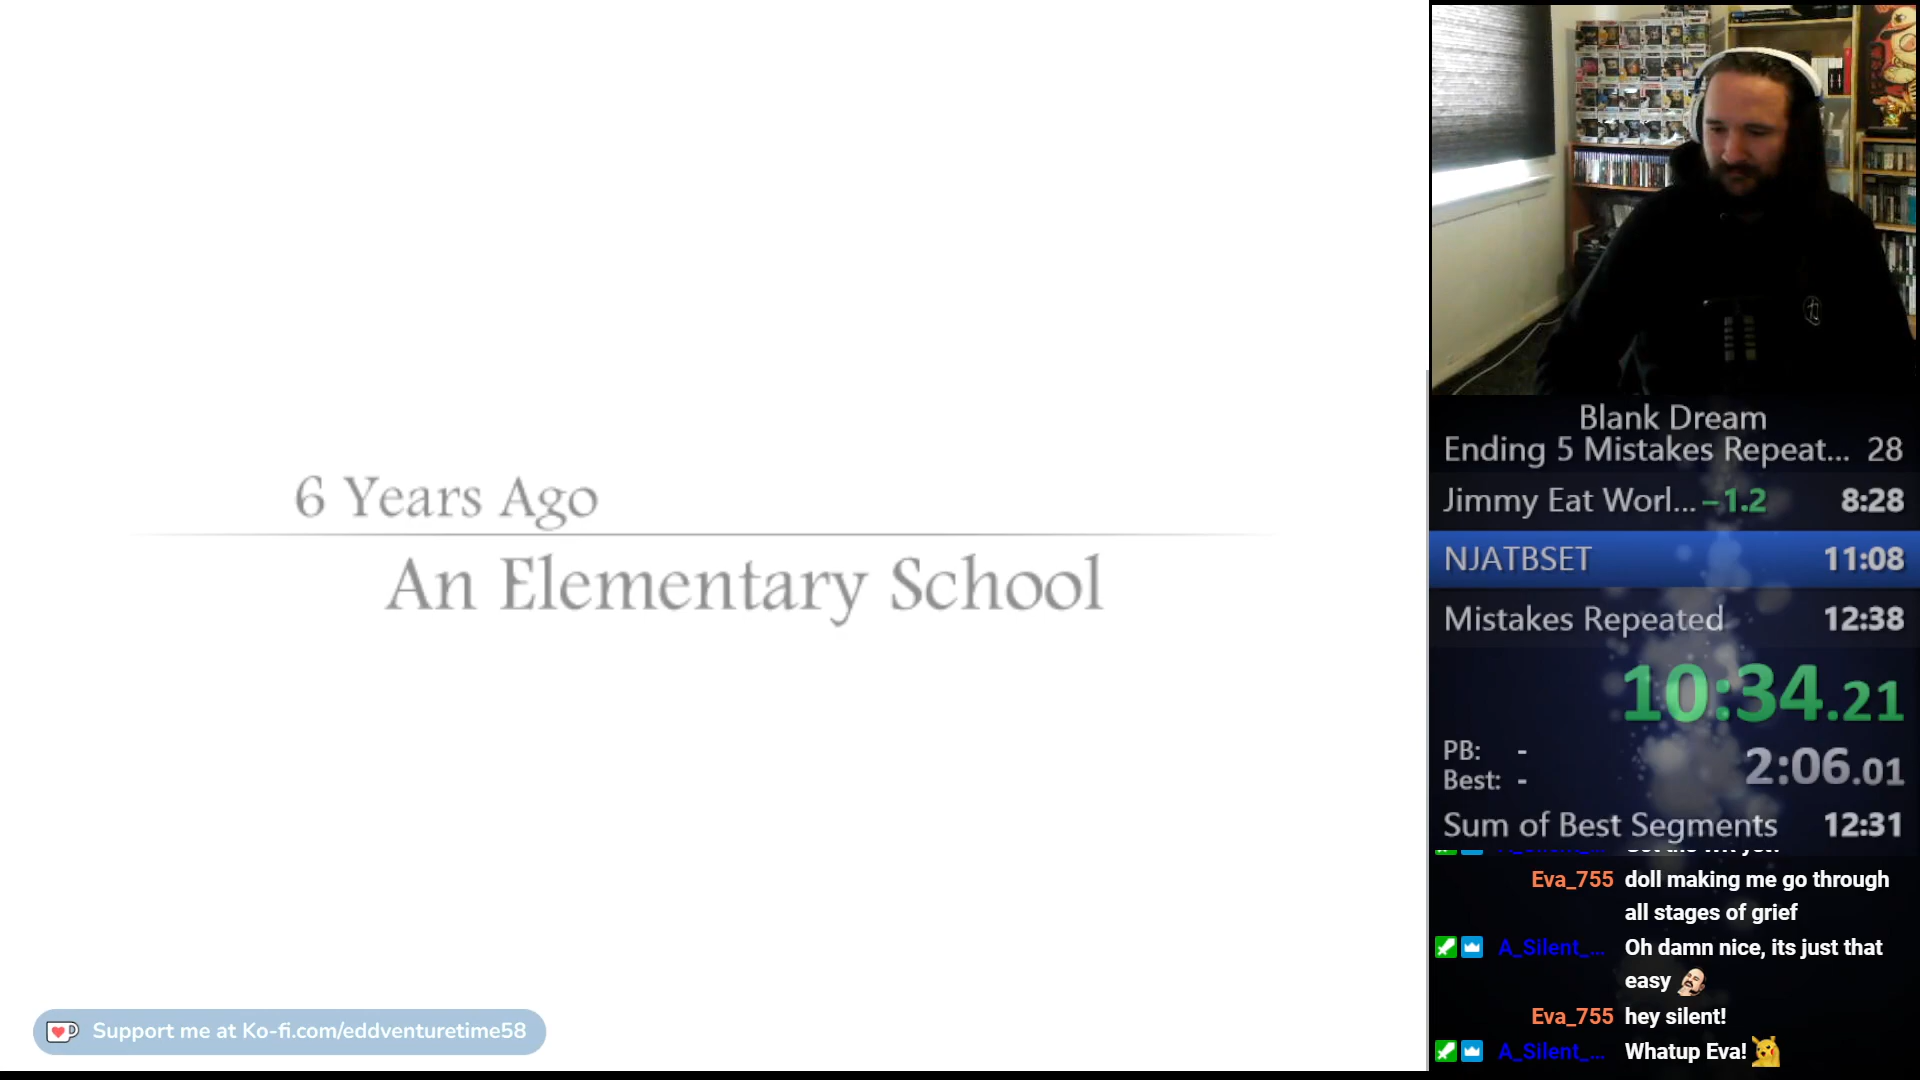 6 Years Ago
An Elementary School
Support me at Ko-fi.com/eddventuretime58
Blank Dream
Ending 5 Mistakes Repeat... 28
Jimmy Eat Worl... −1.2 8:28
NJATBSET 11:08
Mistakes Repeated 12:38
10:34.21
PB: -
2:06.01
Best: -
Sum of Best Segments 12:31
Eva_755 doll making me go through
all stages of grief
A_Silent_... Oh damn nice, its just that
easy
Eva_755 hey silent!
A_Silent_... Whatup Eva!